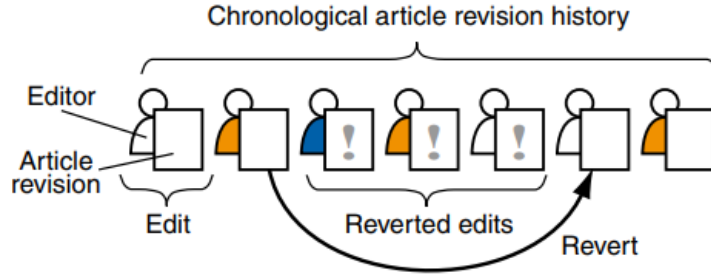 Chronological article revision history
Editor
Article
revision
!
!
!
Edit
Reverted edits
Revert